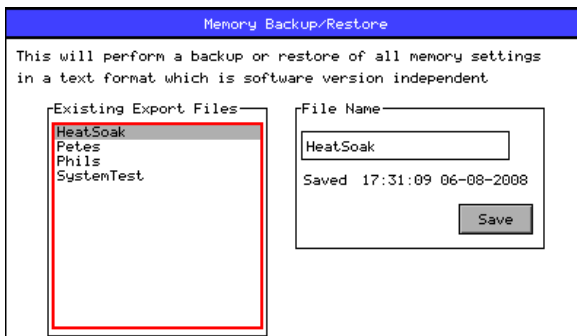 Memory Backup/Restore
This will perform a backup or restore of all memory settings
in a text format which is software version independent
Existing Export Files
HeatSoak
Petes
Phils
SystemTest
File Name
HeatSoak
Saved 17:31:09 06-08-2008
Save